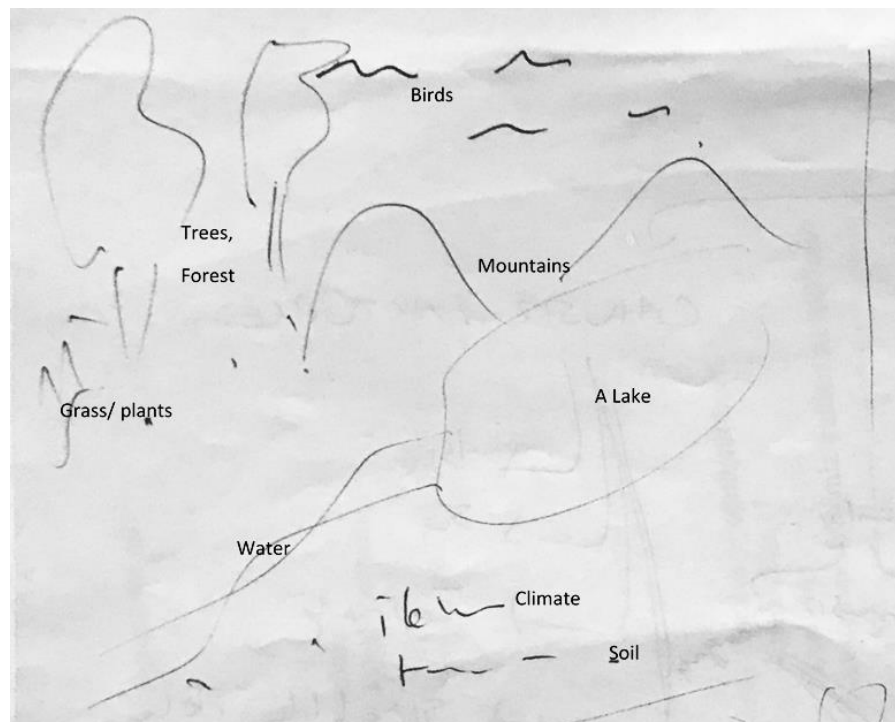 Birds
Trees,
Forest
Mountains
Grass/ plants
A Lake
Water
Climate
Soil